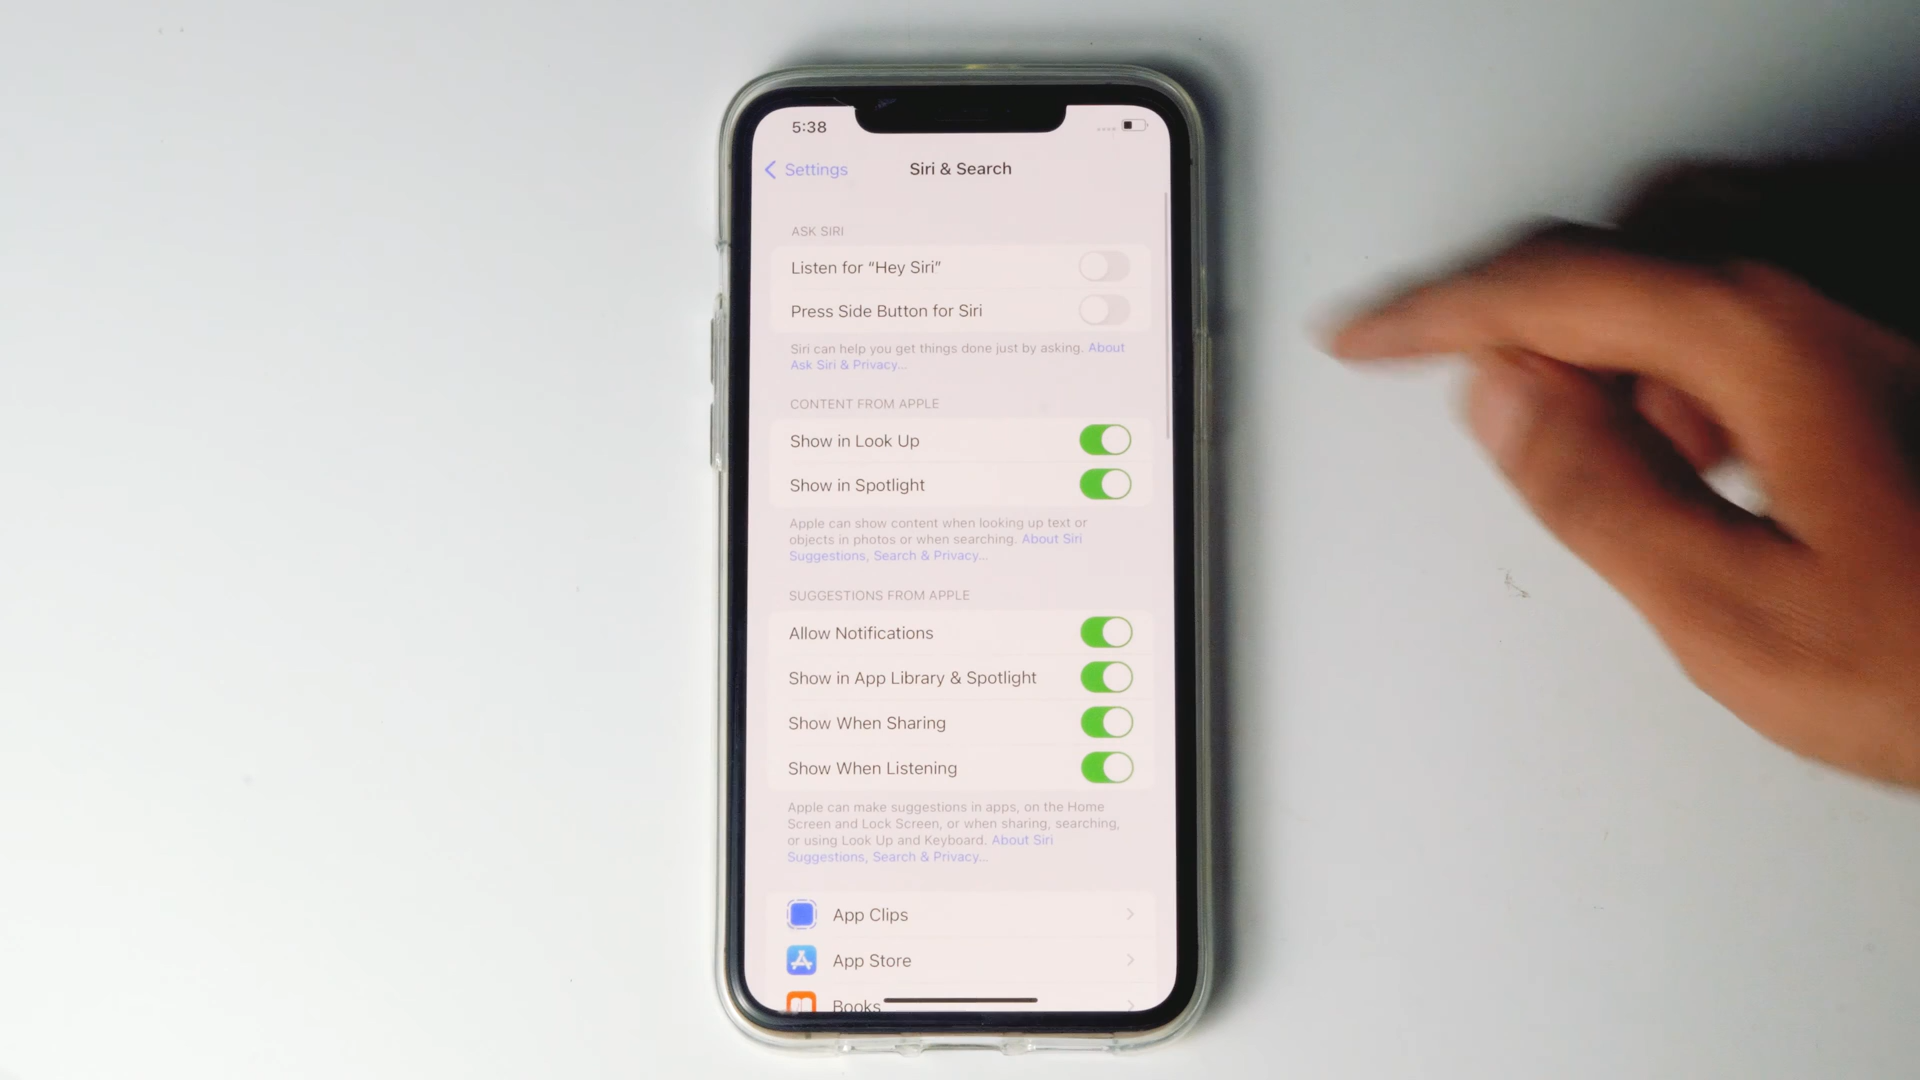 5:38
Settings
Siri & Search
ASK SIRI
Listen for “Hey Siri”
Press Side Button for Siri
Siri can help you get things done just by asking. About
Ask Siri & Privacy...
CONTENT FROM APPLE
Show in Look Up
Show in Spotlight
Apple can show content when looking up text or
objects in photos or when searching. About Siri
Suggestions, Search & Privacy...
SUGGESTIONS FROM APPLE
Allow Notifications
Show in App Library & Spotlight
Show When Sharing
Show When Listening
Apple can make suggestions in apps, on the Home
Screen and Lock Screen, or when sharing, searching,
or using Look Up and Keyboard. About Siri
Suggestions, Search & Privacy...
App Clips
App Store
Books